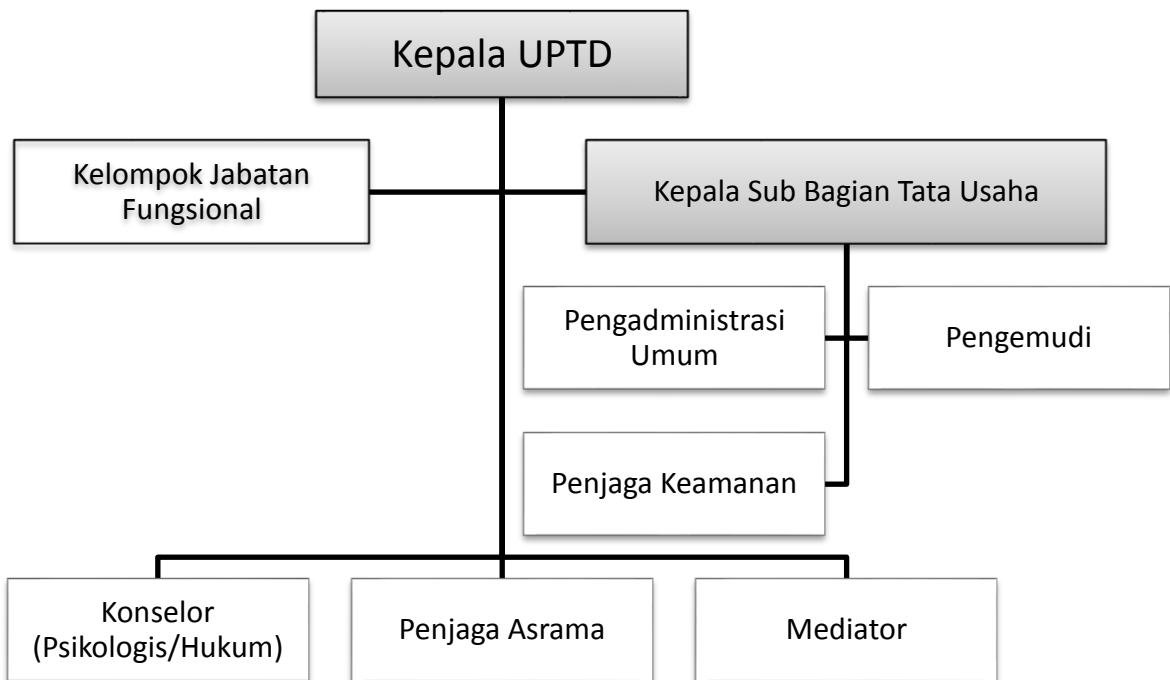 Kepala UPTD
Kelompok Jabatan
Fungsional
Kepala Sub Bagian Tata Usaha
Pengadministrasi
Umum
Pengemudi
Penjaga Keamanan
Konselor
(Psikologis/Hukum)
Penjaga Asrama
Mediator